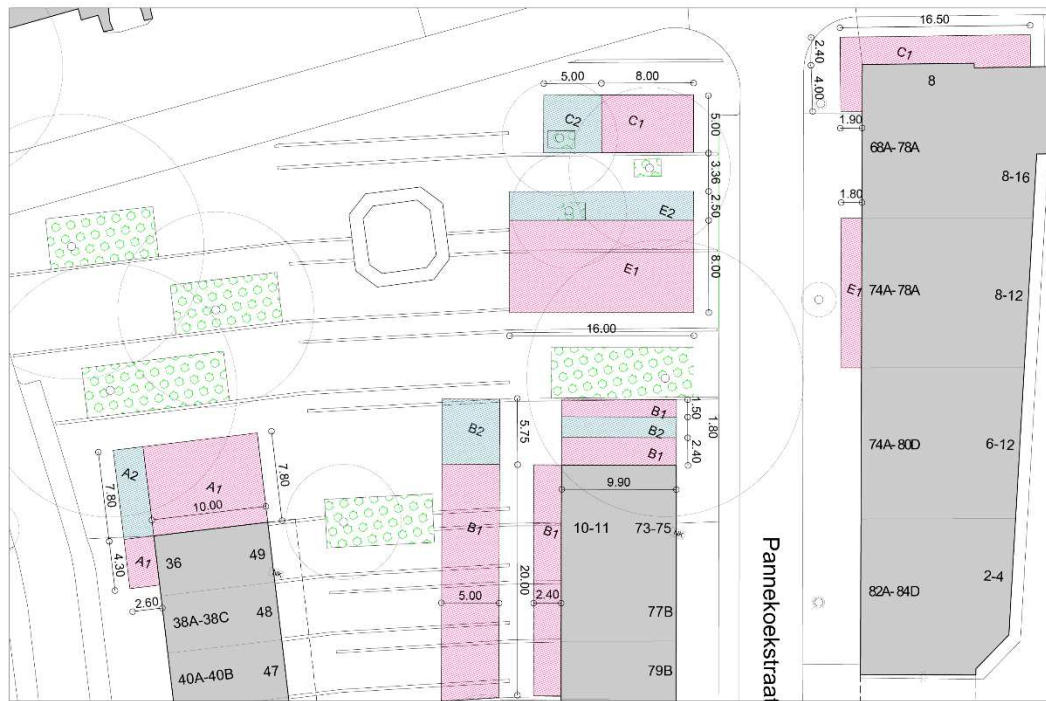 16.50
2.40
C1
5.00 8.00
8
4.00
C2 C1
5.00
1.90
68A-78A
3.36
8-16
1.80
2.50
E2
E1
8.00
E1
74A-78A
8-12
16.00
1.50
B1
5.75
1.80
B2
B2
2.40
B1
74A-80D
6-12
7.80
A2
7.80
A1
10.00
9.90
B1
B1
10-11
73-75
NK
4.30
A1
36
49
NK
Pannekoekstraat
2.60
20.00
5.00
2.40
82A-84D
2-4
38A-38C
48
77B
40A-40B
47
79B